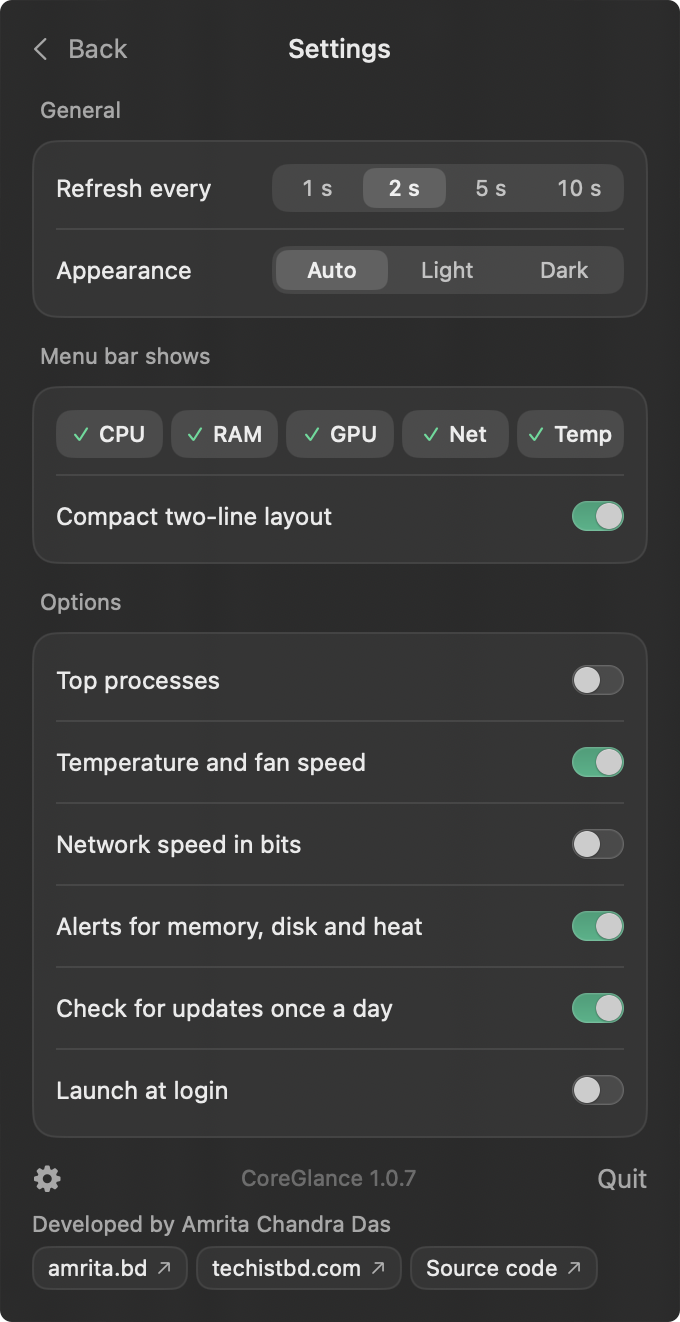 Back Settings
General
Refresh every 1 s 2 s 5 s 10 s
Appearance Auto Light Dark
Menu bar shows
CPU RAM GPU Net Temp
Compact two-line layout
Options
Top processes
Temperature and fan speed
Network speed in bits
Alerts for memory, disk and heat
Check for updates once a day
Launch at login
CoreGlance 1.0.7 Quit
Developed by Amrita Chandra Das
amrita.bd ↗ techistbd.com ↗ Source code ↗